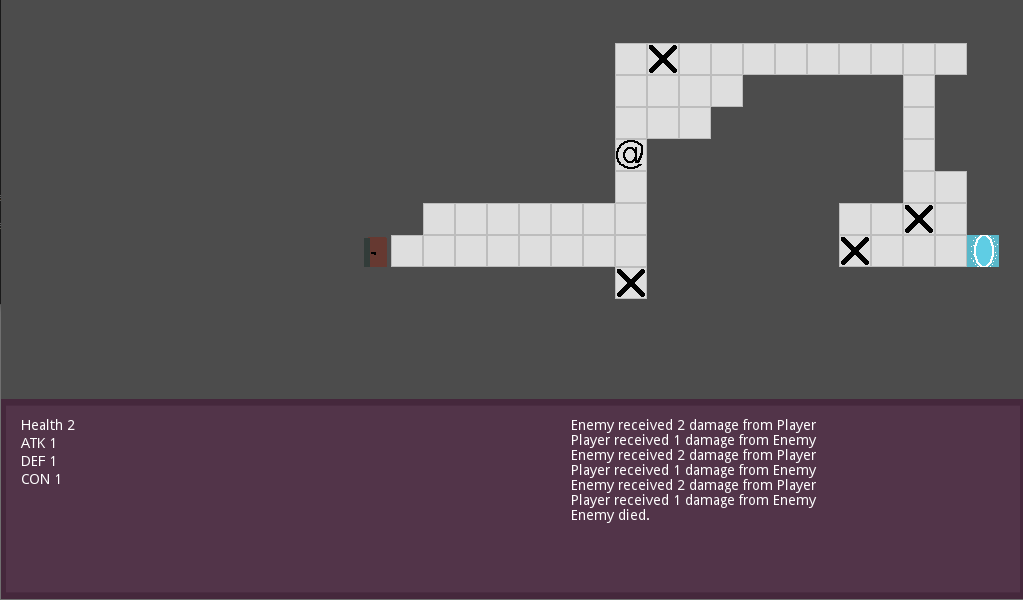 @
Health 2
ATK 1
DEF 1
CON 1
Enemy received 2 damage from Player
Player received 1 damage from Enemy
Enemy received 2 damage from Player
Player received 1 damage from Enemy
Enemy received 2 damage from Player
Player received 1 damage from Enemy
Enemy died.